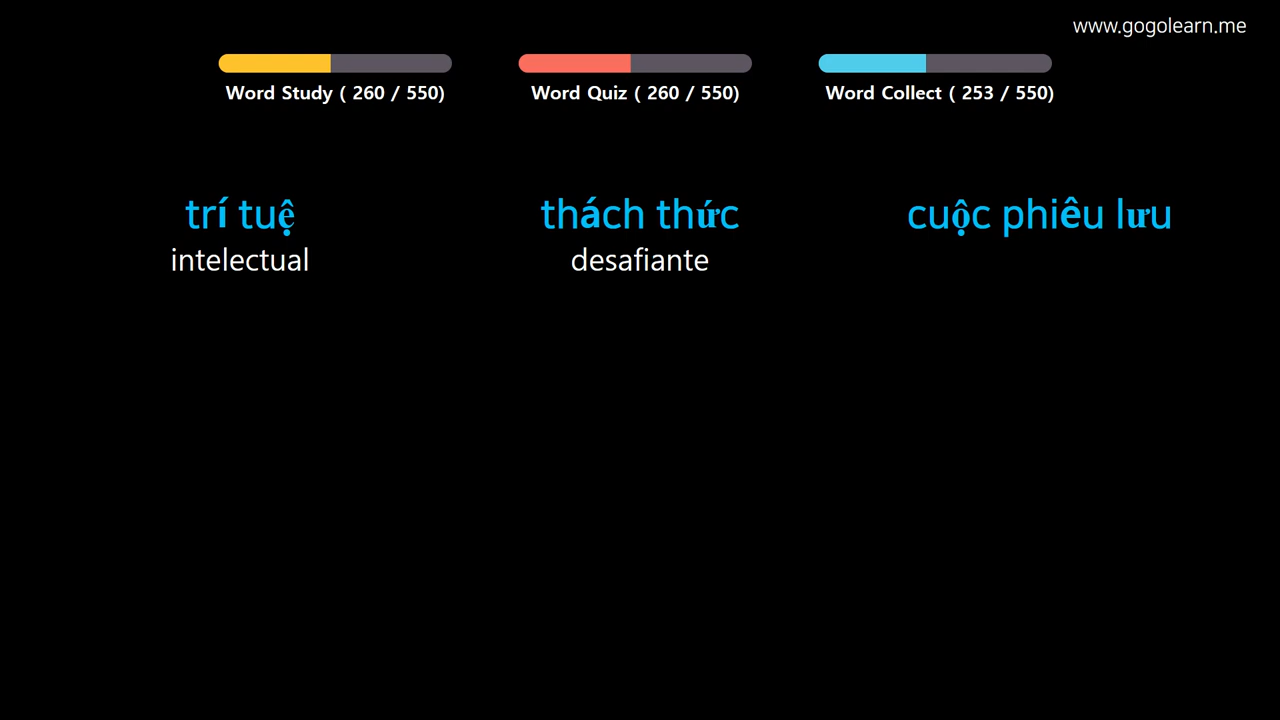 www.gogolearn.me
Word Study ( 260 / 550)
Word Quiz ( 260 / 550)
Word Collect ( 253 / 550)
trí tuệ
intelectual
thách thức
desafiante
cuộc phiêu lưu